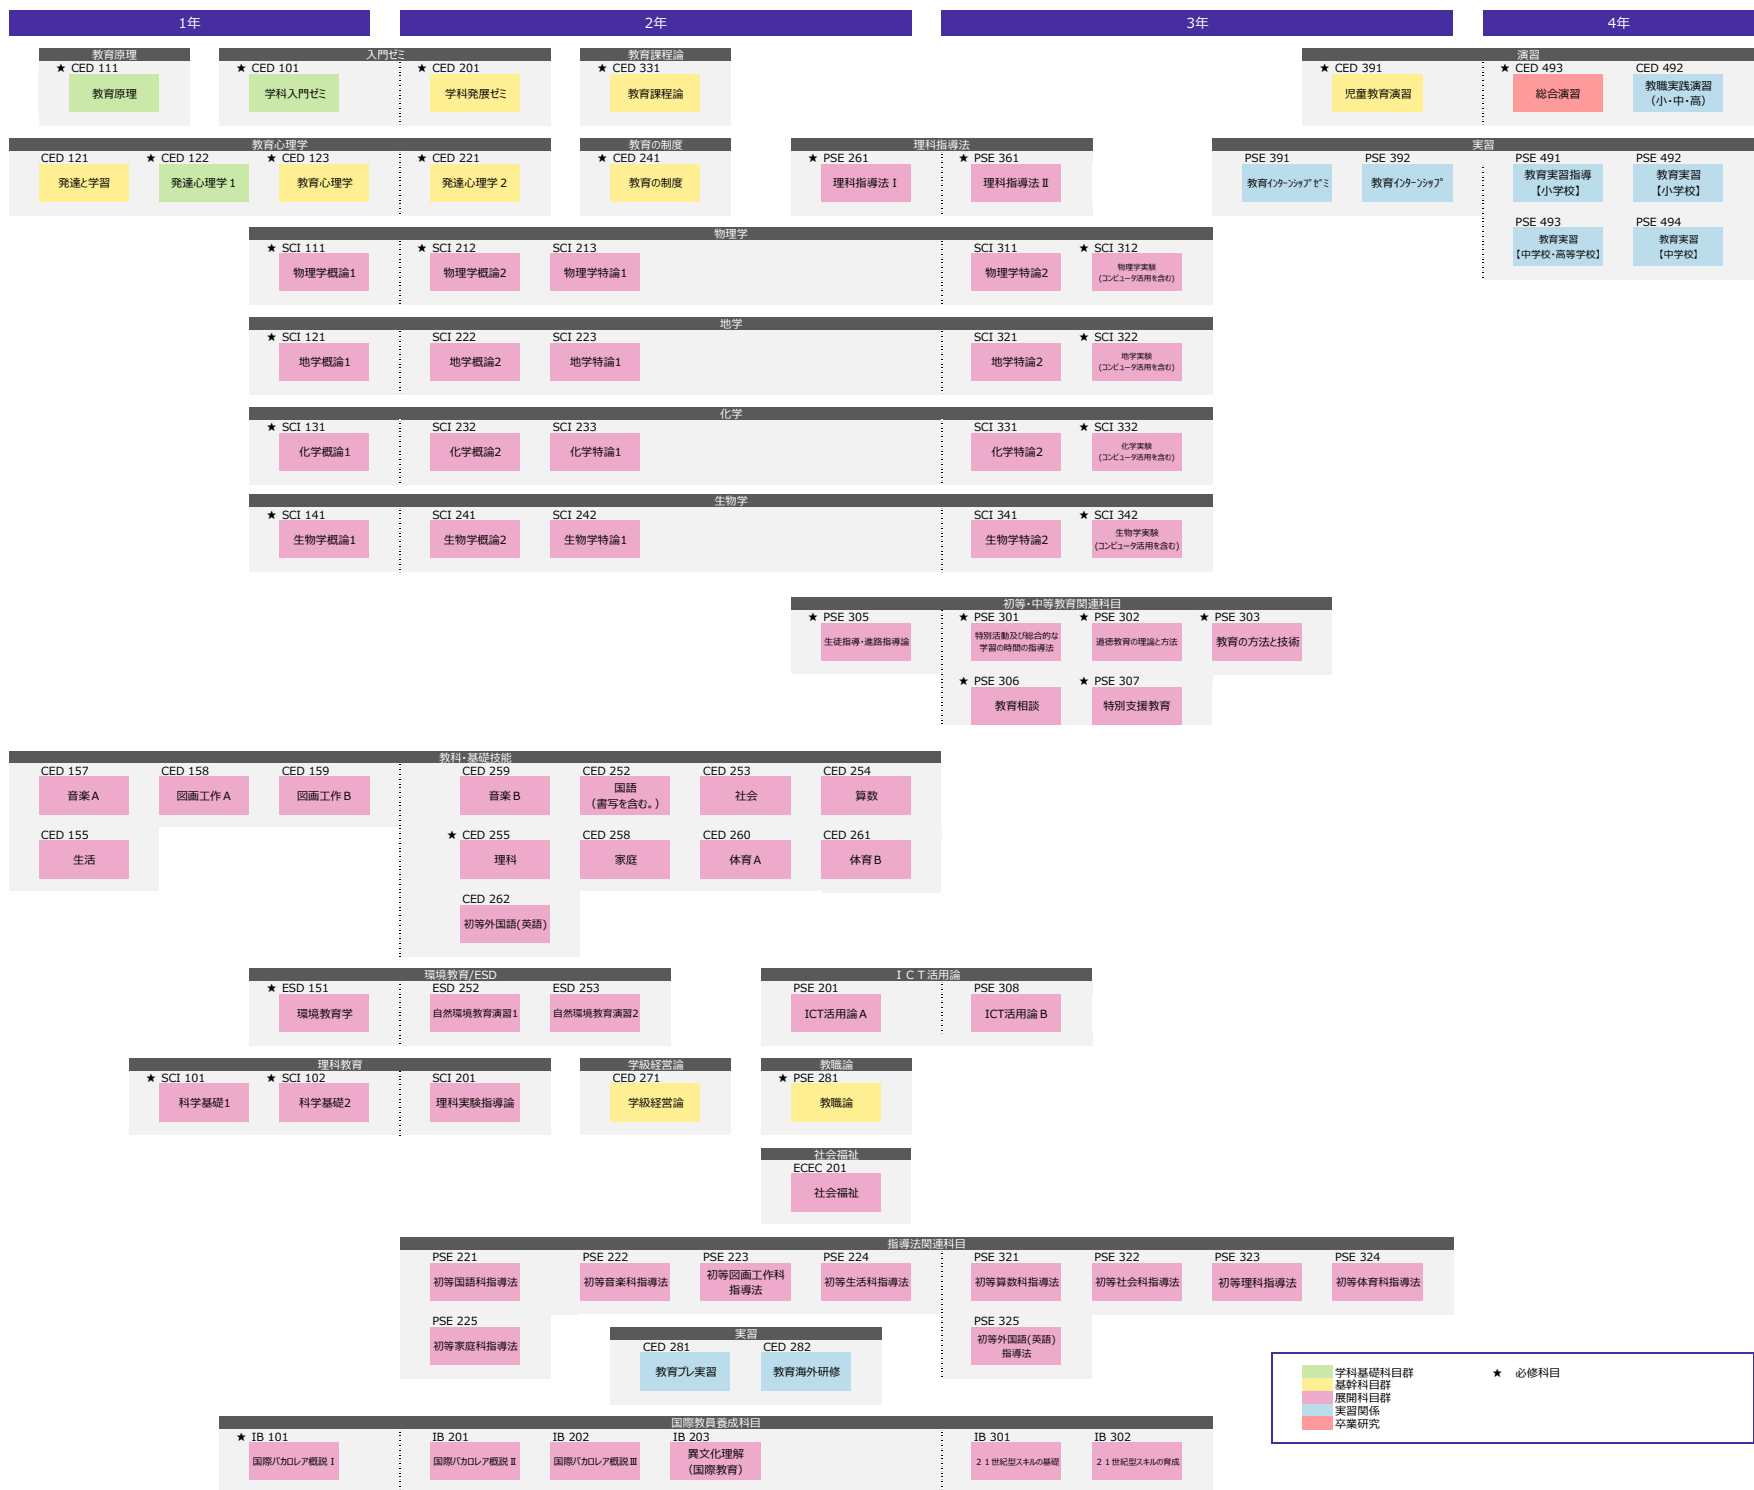 1年
2年
3年
4年
教育原理
★ CED 111
教育原理
入門ゼミ
★ CED 101
学科入門ゼミ
★ CED 201
学科発展ゼミ
教育課程論
★ CED 331
教育課程論
演習
★ CED 391
児童教育演習
★ CED 493
総合演習
CED 492
教職実践演習
（小・中・高）
教育心理学
CED 121
発達と学習
★ CED 122
発達心理学１
★ CED 123
教育心理学
★ CED 221
発達心理学２
教育の制度
★ CED 241
教育の制度
理科指導法
★ PSE 261
理科指導法Ⅰ
★ PSE 361
理科指導法Ⅱ
実習
PSE 391
教育インターンシップゼミ
PSE 392
教育インターンシップ
PSE 491
教育実習指導
【小学校】
PSE 492
教育実習
【小学校】
PSE 493
教育実習
【中学校・高等学校】
PSE 494
教育実習
【中学校】
物理学
★ SCI 111
物理学概論1
★ SCI 212
物理学概論2
SCI 213
物理学特論1
SCI 311
物理学特論2
★ SCI 312
物理学実験
(コンピュータ活用を含む)
地学
★ SCI 121
地学概論1
SCI 222
地学概論2
SCI 223
地学特論1
SCI 321
地学特論2
★ SCI 322
地学実験
(コンピュータ活用を含む)
化学
★ SCI 131
化学概論1
SCI 232
化学概論2
SCI 233
化学特論1
SCI 331
化学特論2
★ SCI 332
化学実験
(コンピュータ活用を含む)
生物学
★ SCI 141
生物学概論1
SCI 241
生物学概論2
SCI 242
生物学特論1
SCI 341
生物学特論2
★ SCI 342
生物学実験
(コンピュータ活用を含む)
初等・中等教育関連科目
★ PSE 305
生徒指導・進路指導論
★ PSE 301
特別活動及び総合的な
学習の時間の指導法
★ PSE 302
道徳教育の理論と方法
★ PSE 303
教育の方法と技術
★ PSE 306
教育相談
★ PSE 307
特別支援教育
教科・基礎技能
CED 157
音楽Ａ
CED 158
図画工作Ａ
CED 159
図画工作Ｂ
CED 259
音楽Ｂ
CED 252
国語
（書写を含む。）
CED 253
社会
CED 254
算数
CED 155
生活
★ CED 255
理科
CED 258
家庭
CED 260
体育Ａ
CED 261
体育Ｂ
CED 262
初等外国語(英語)
環境教育/ESD
★ ESD 151
環境教育学
ESD 252
自然環境教育演習1
ESD 253
自然環境教育演習2
ＩＣＴ活用論
PSE 201
ICT活用論Ａ
PSE 308
ICT活用論Ｂ
理科教育
★ SCI 101
科学基礎1
★ SCI 102
科学基礎2
SCI 201
理科実験指導論
学級経営論
CED 271
学級経営論
教職論
★ PSE 281
教職論
社会福祉
ECEC 201
社会福祉
指導法関連科目
PSE 221
初等国語科指導法
PSE 222
初等音楽科指導法
PSE 223
初等図画工作科
指導法
PSE 224
初等生活科指導法
PSE 321
初等算数科指導法
PSE 322
初等社会科指導法
PSE 323
初等理科指導法
PSE 324
初等体育科指導法
PSE 225
初等家庭科指導法
PSE 325
初等外国語(英語)
指導法
実習
CED 281
教育プレ実習
CED 282
教育海外研修
国際教員養成科目
★ IB 101
国際バカロレア概説Ⅰ
IB 201
国際バカロレア概説Ⅱ
IB 202
国際バカロレア概説Ⅲ
IB 203
異文化理解
（国際教育）
IB 301
２１世紀型スキルの基礎
IB 302
２１世紀型スキルの育成
学科基礎科目群
基幹科目群
展開科目群
実習関係
卒業研究
★ 必修科目